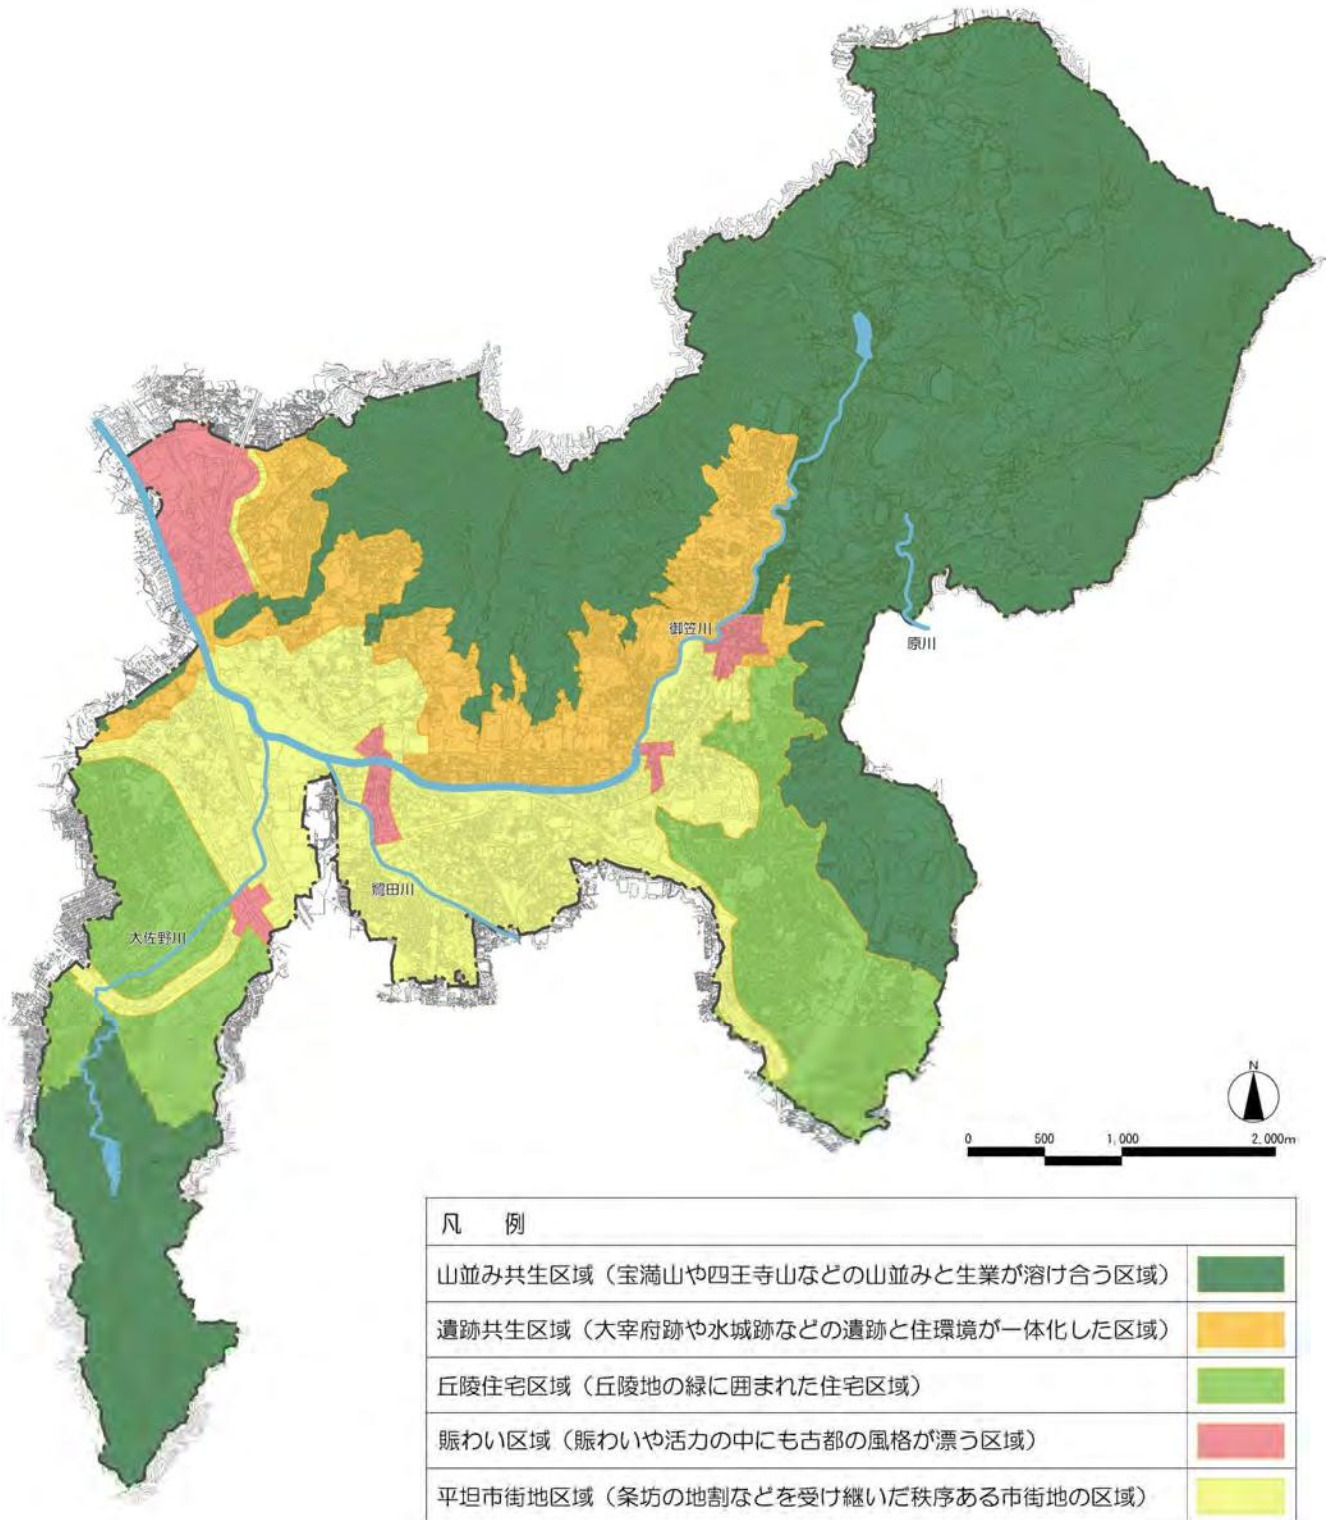 御笠川
原川
鷺田川
大佐野川
N
0 500 1,000 2,000m
凡 例
山並み共生区域（宝満山や四王寺山などの山並みと生業が溶け合う区域）
遺跡共生区域（大宰府跡や水城跡などの遺跡と住環境が一体化した区域）
丘陵住宅区域（丘陵地の緑に囲まれた住宅区域）
賑わい区域（賑わいや活力の中にも古都の風格が漂う区域）
平坦市街地区域（条坊の地割などを受け継いだ秩序ある市街地の区域）